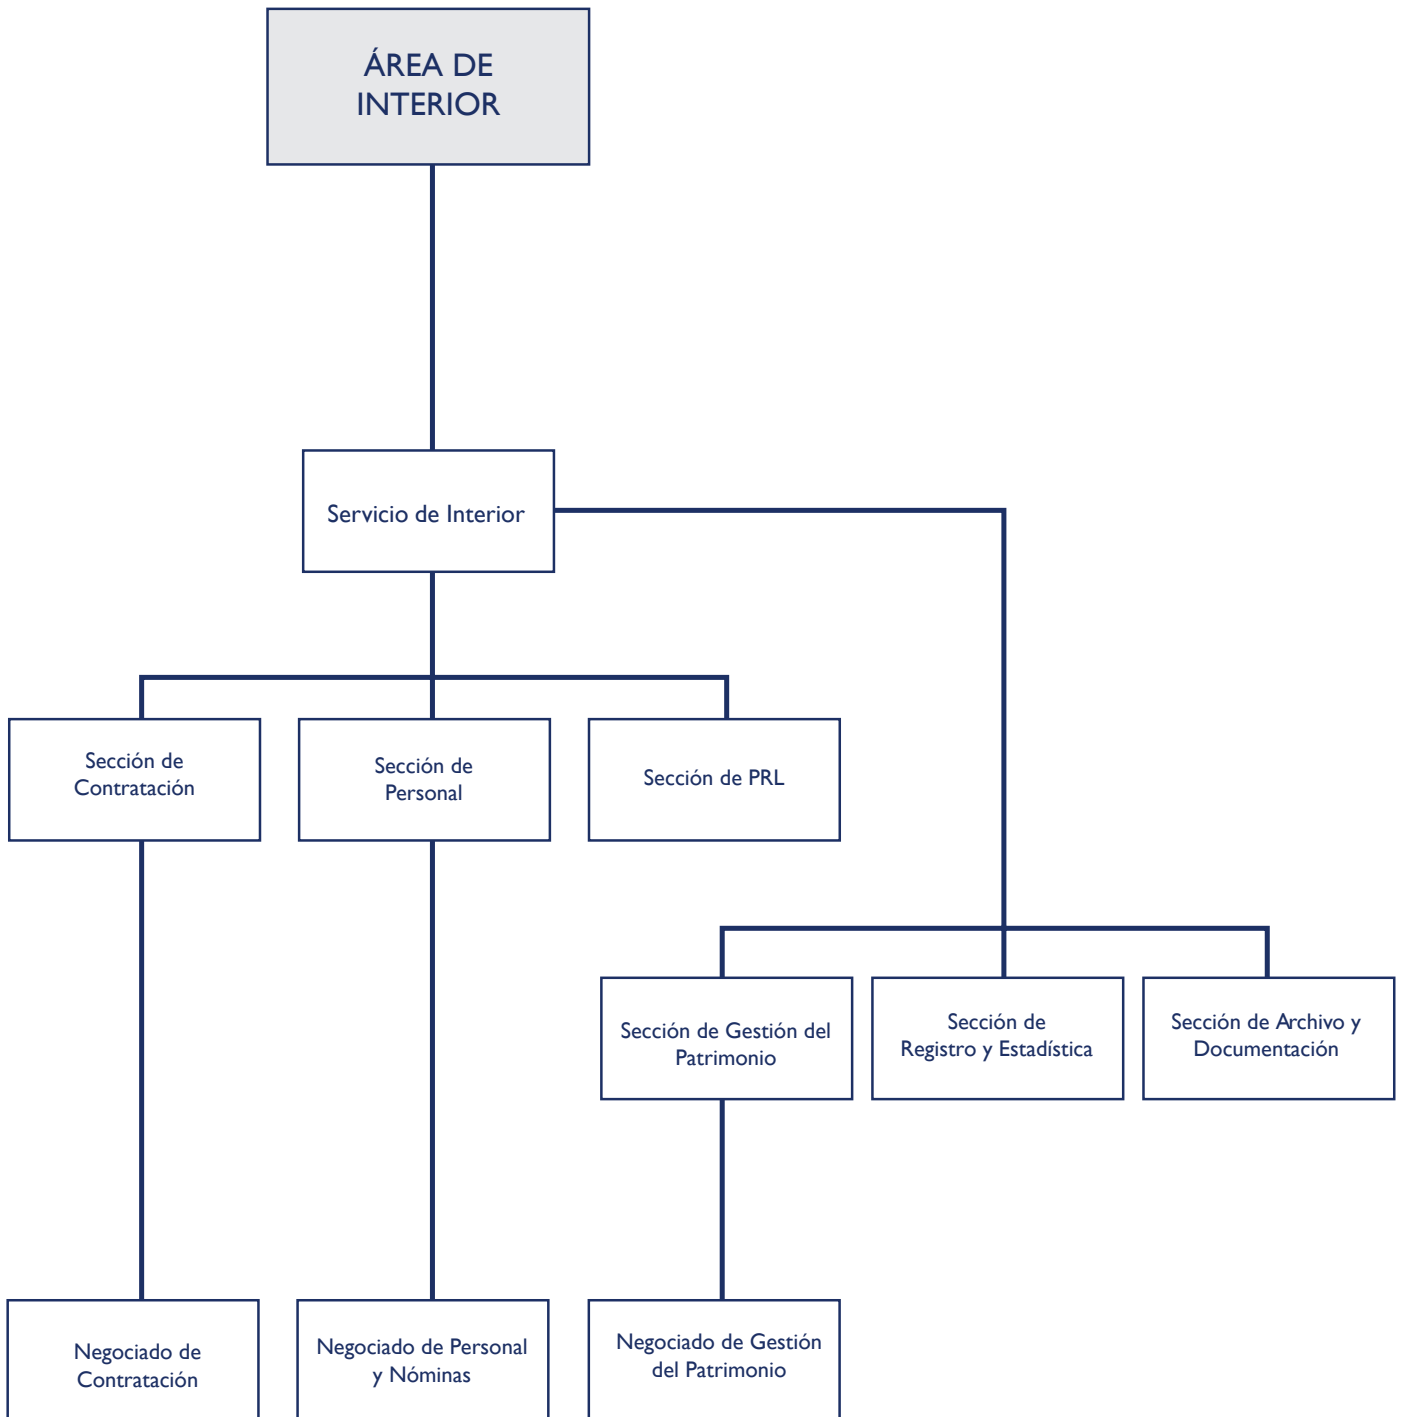 ÁREA DE
INTERIOR
Servicio de Interior
Sección de
Contratación
Sección de
Personal
Sección de PRL
Sección de Gestión del
Patrimonio
Sección de
Registro y Estadística
Sección de Archivo y
Documentación
Negociado de
Contratación
Negociado de Personal
y Nóminas
Negociado de Gestión
del Patrimonio